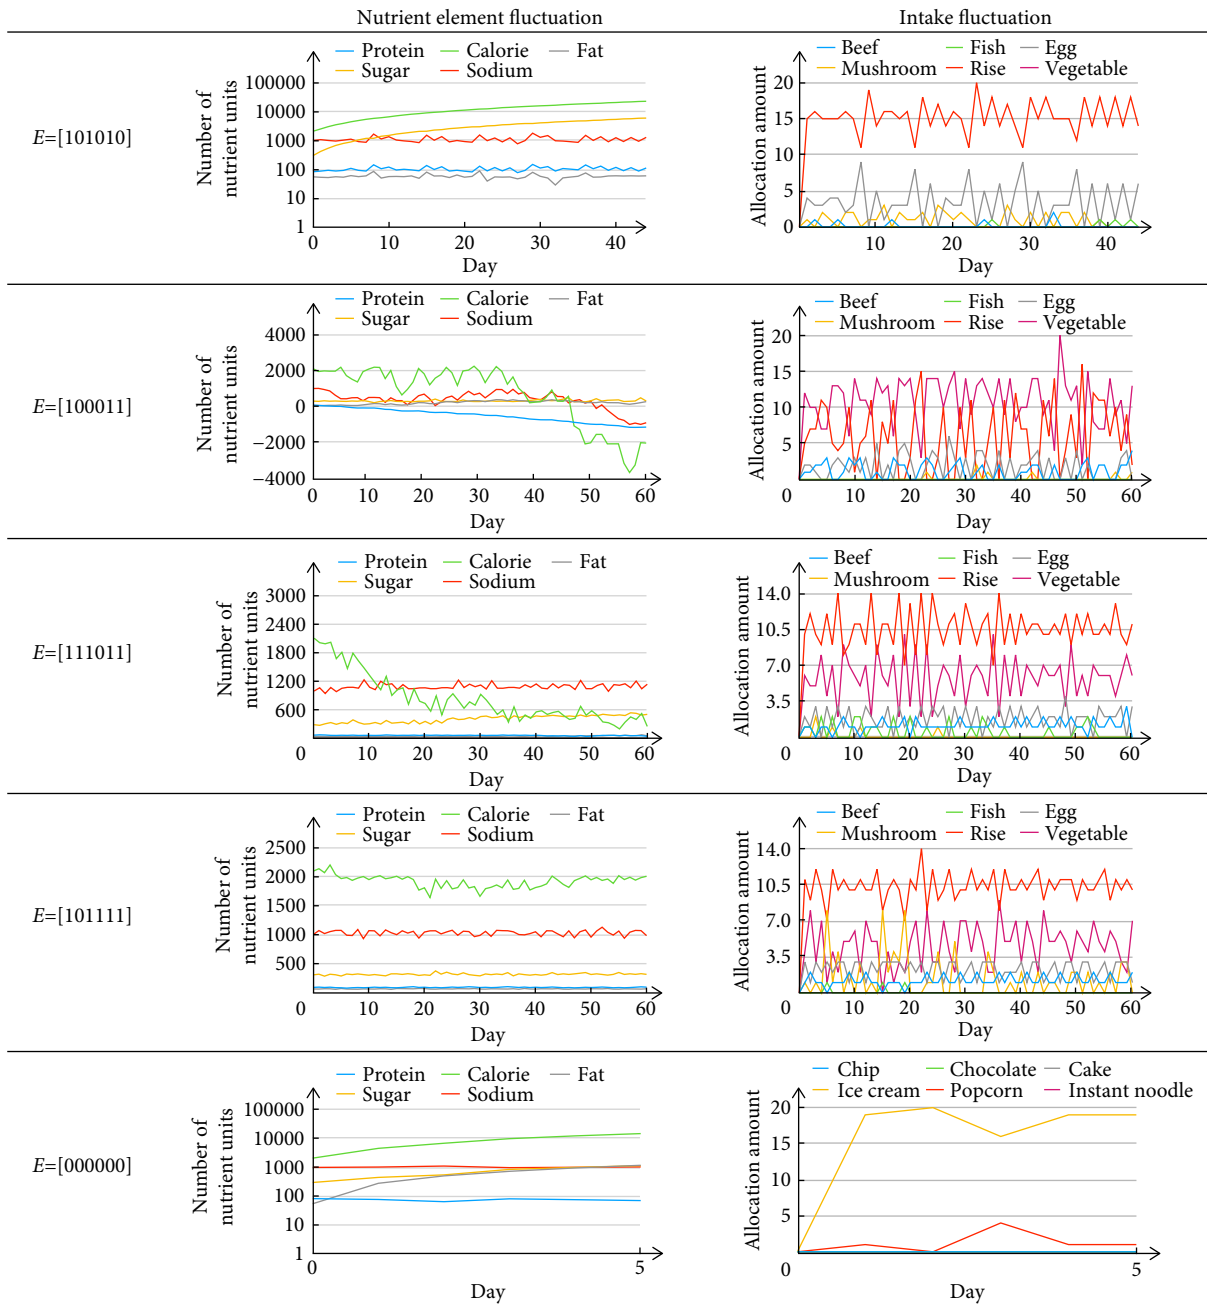 Nutrient element fluctuation Intake fluctuation
E=[101010]
Protein Calorie Fat
Sugar Sodium
Number of
nutrient units
100000
10000
1000
100
10
1
0 10 20 30 40
Day
Beef Fish Egg
Mushroom Rise Vegetable
Allocation amount
20
15
10
5
0
10 20 30 40
Day
E=[100011]
Protein Calorie Fat
Sugar Sodium
Number of
nutrient units
4000
2000
0
−2000
−4000
0 10 20 30 40 50 60
Day
Beef Fish Egg
Mushroom Rise Vegetable
Allocation amount
20
15
10
5
0 10 20 30 40 50 60
Day
E=[111011]
Protein Calorie Fat
Sugar Sodium
Number of
nutrient units
3000
2400
1800
1200
600
0 10 20 30 40 50 60
Day
Beef Fish Egg
Mushroom Rise Vegetable
Allocation amount
14.0
10.5
7.0
3.5
0 10 20 30 40 50 60
Day
E=[101111]
Protein Calorie Fat
Sugar Sodium
Number of
nutrient units
2500
2000
1500
1000
500
0 10 20 30 40 50 60
Day
Beef Fish Egg
Mushroom Rise Vegetable
Allocation amount
14.0
10.5
7.0
3.5
0 10 20 30 40 50 60
Day
E=[000000]
Protein Calorie Fat
Sugar Sodium
Number of
nutrient units
100000
10000
1000
100
10
1
0 5
Day
Chip Chocolate Cake
Ice cream Popcorn Instant noodle
Allocation amount
20
15
10
5
0 5
Day